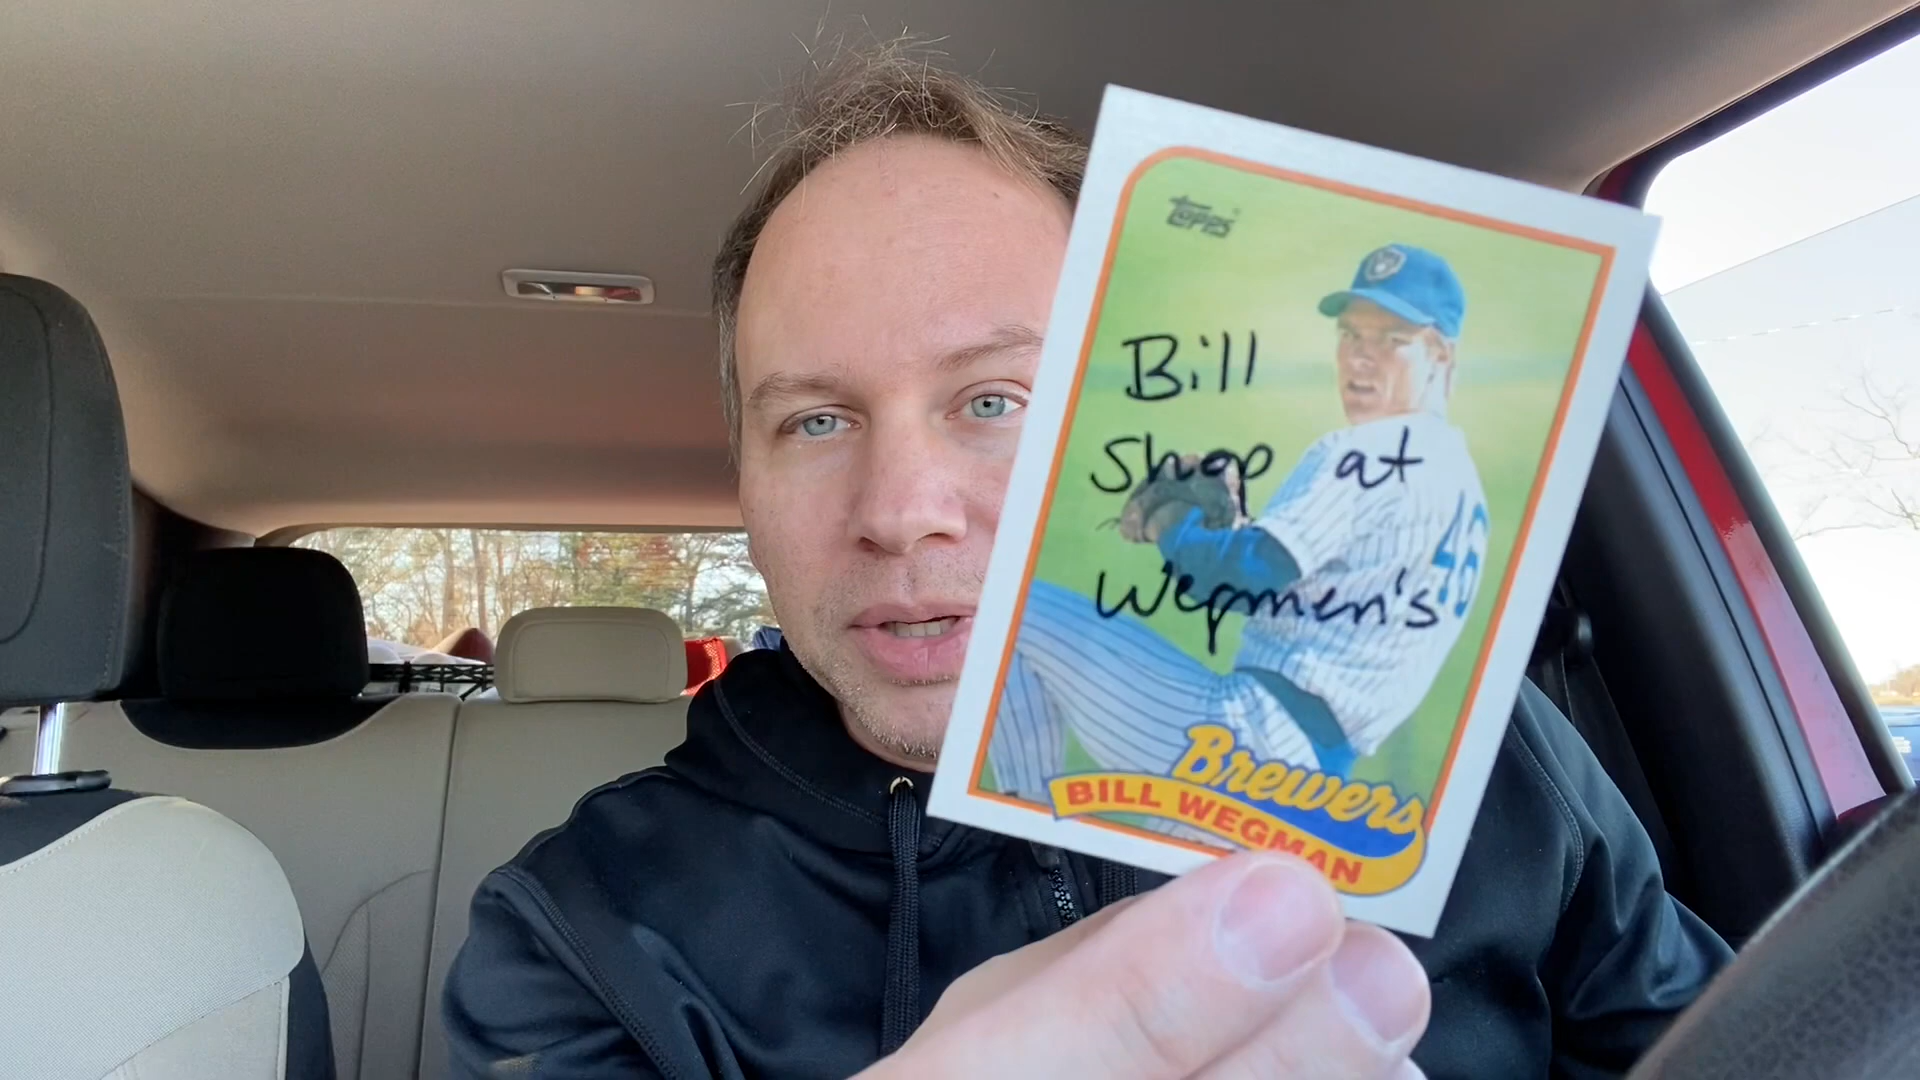 Topps
Bill
Shop at
Wegmen's
46
Brewers
BILL WEGMAN